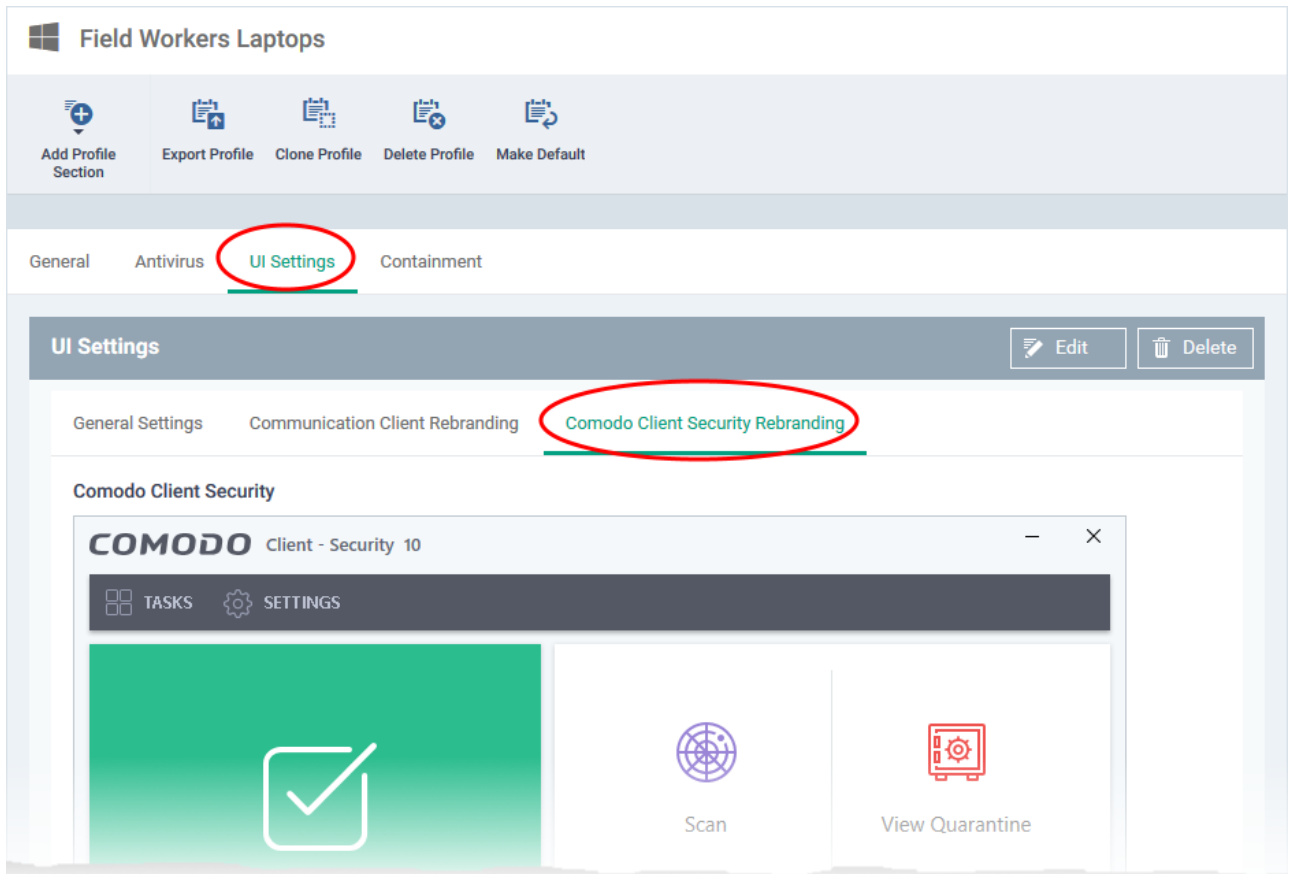 Field Workers Laptops
Add Profile Section
Export Profile
Clone Profile
Delete Profile
Make Default
General
Antivirus
UI Settings
Containment
UI Settings
Edit
Delete
General Settings
Communication Client Rebranding
Comodo Client Security Rebranding
Comodo Client Security
COMODO Client - Security 10
TASKS
SETTINGS
Scan
View Quarantine